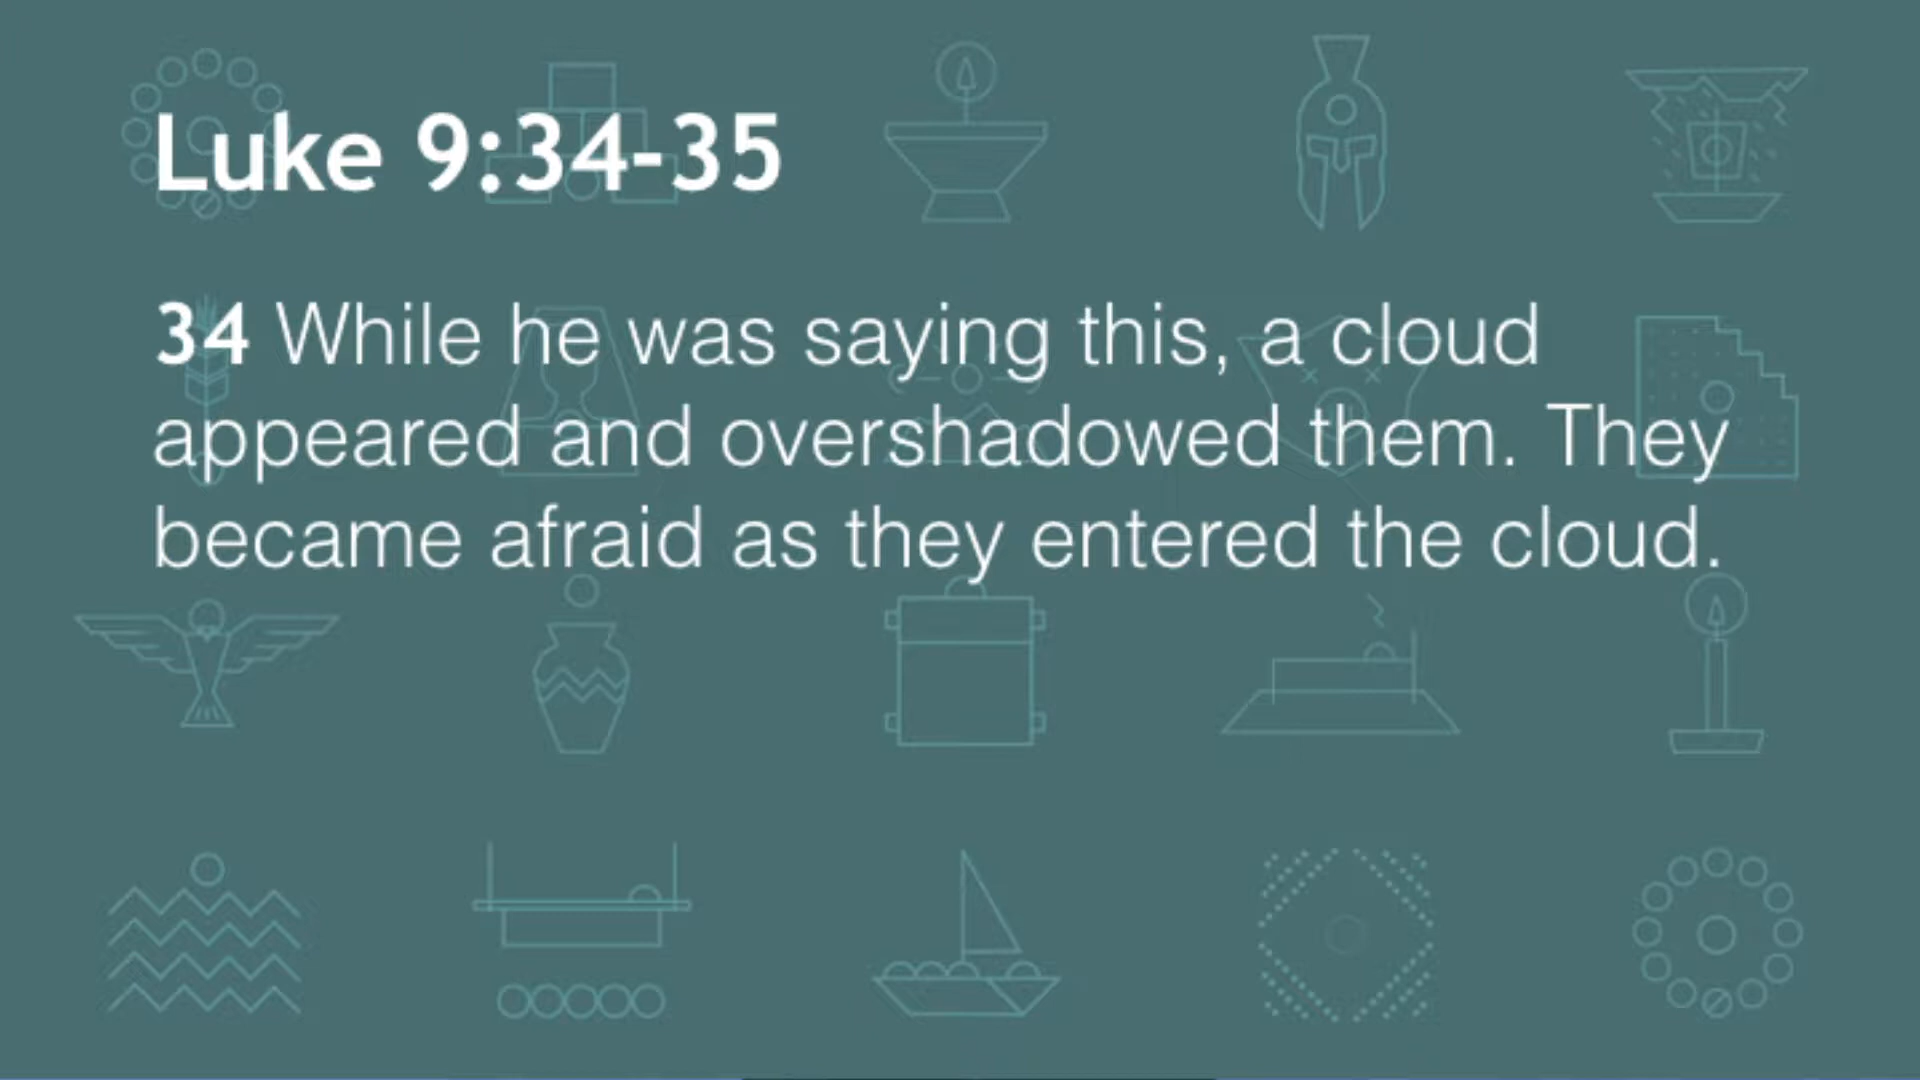 Luke 9:34-35
34 While he was saying this, a cloud
appeared and overshadowed them. They
became afraid as they entered the cloud.